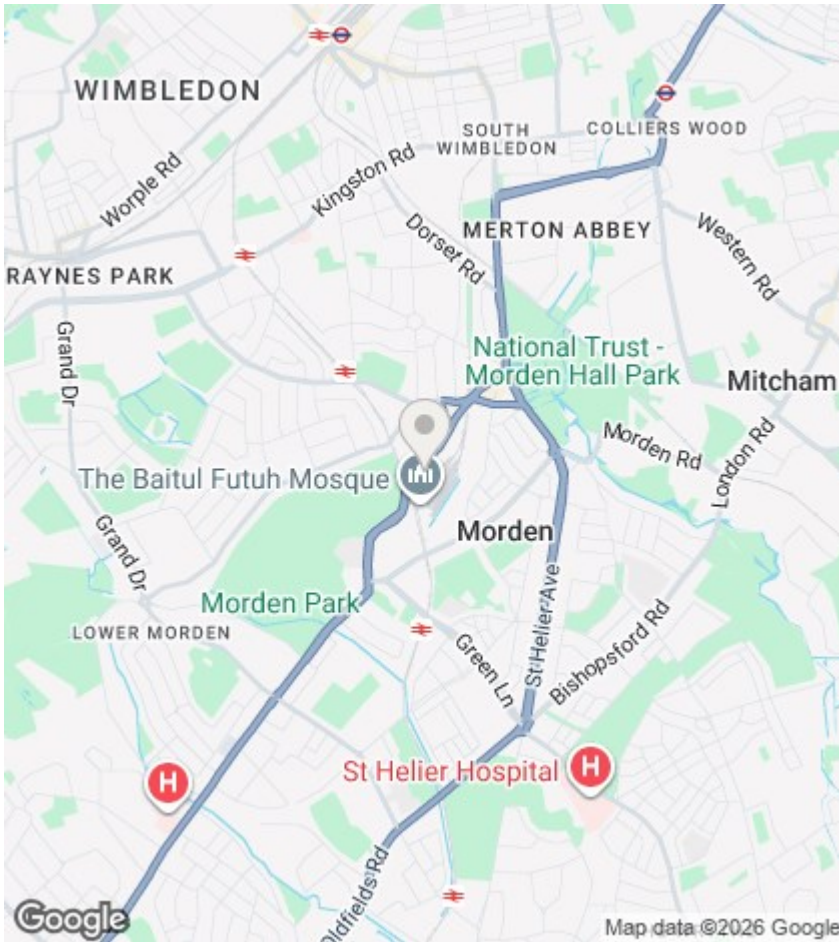 WIMBLEDON
SOUTH
WIMBLEDON
COLLIERS WOOD
Worple Rd
Kingston Rd
Dorset Rd
MERTON ABBEY
Western Rd
RAYNES PARK
Grand Dr
National Trust -
Morden Hall Park
Mitcham
Morden Rd
London Rd
The Baitul Futuh Mosque
Morden
Grand Dr
Morden Park
St Helier Ave
LOWER MORDEN
Green Ln
Bishopsford Rd
H
St Helier Hospital
H
Oldfields Rd
Google
Map data ©2026 Google